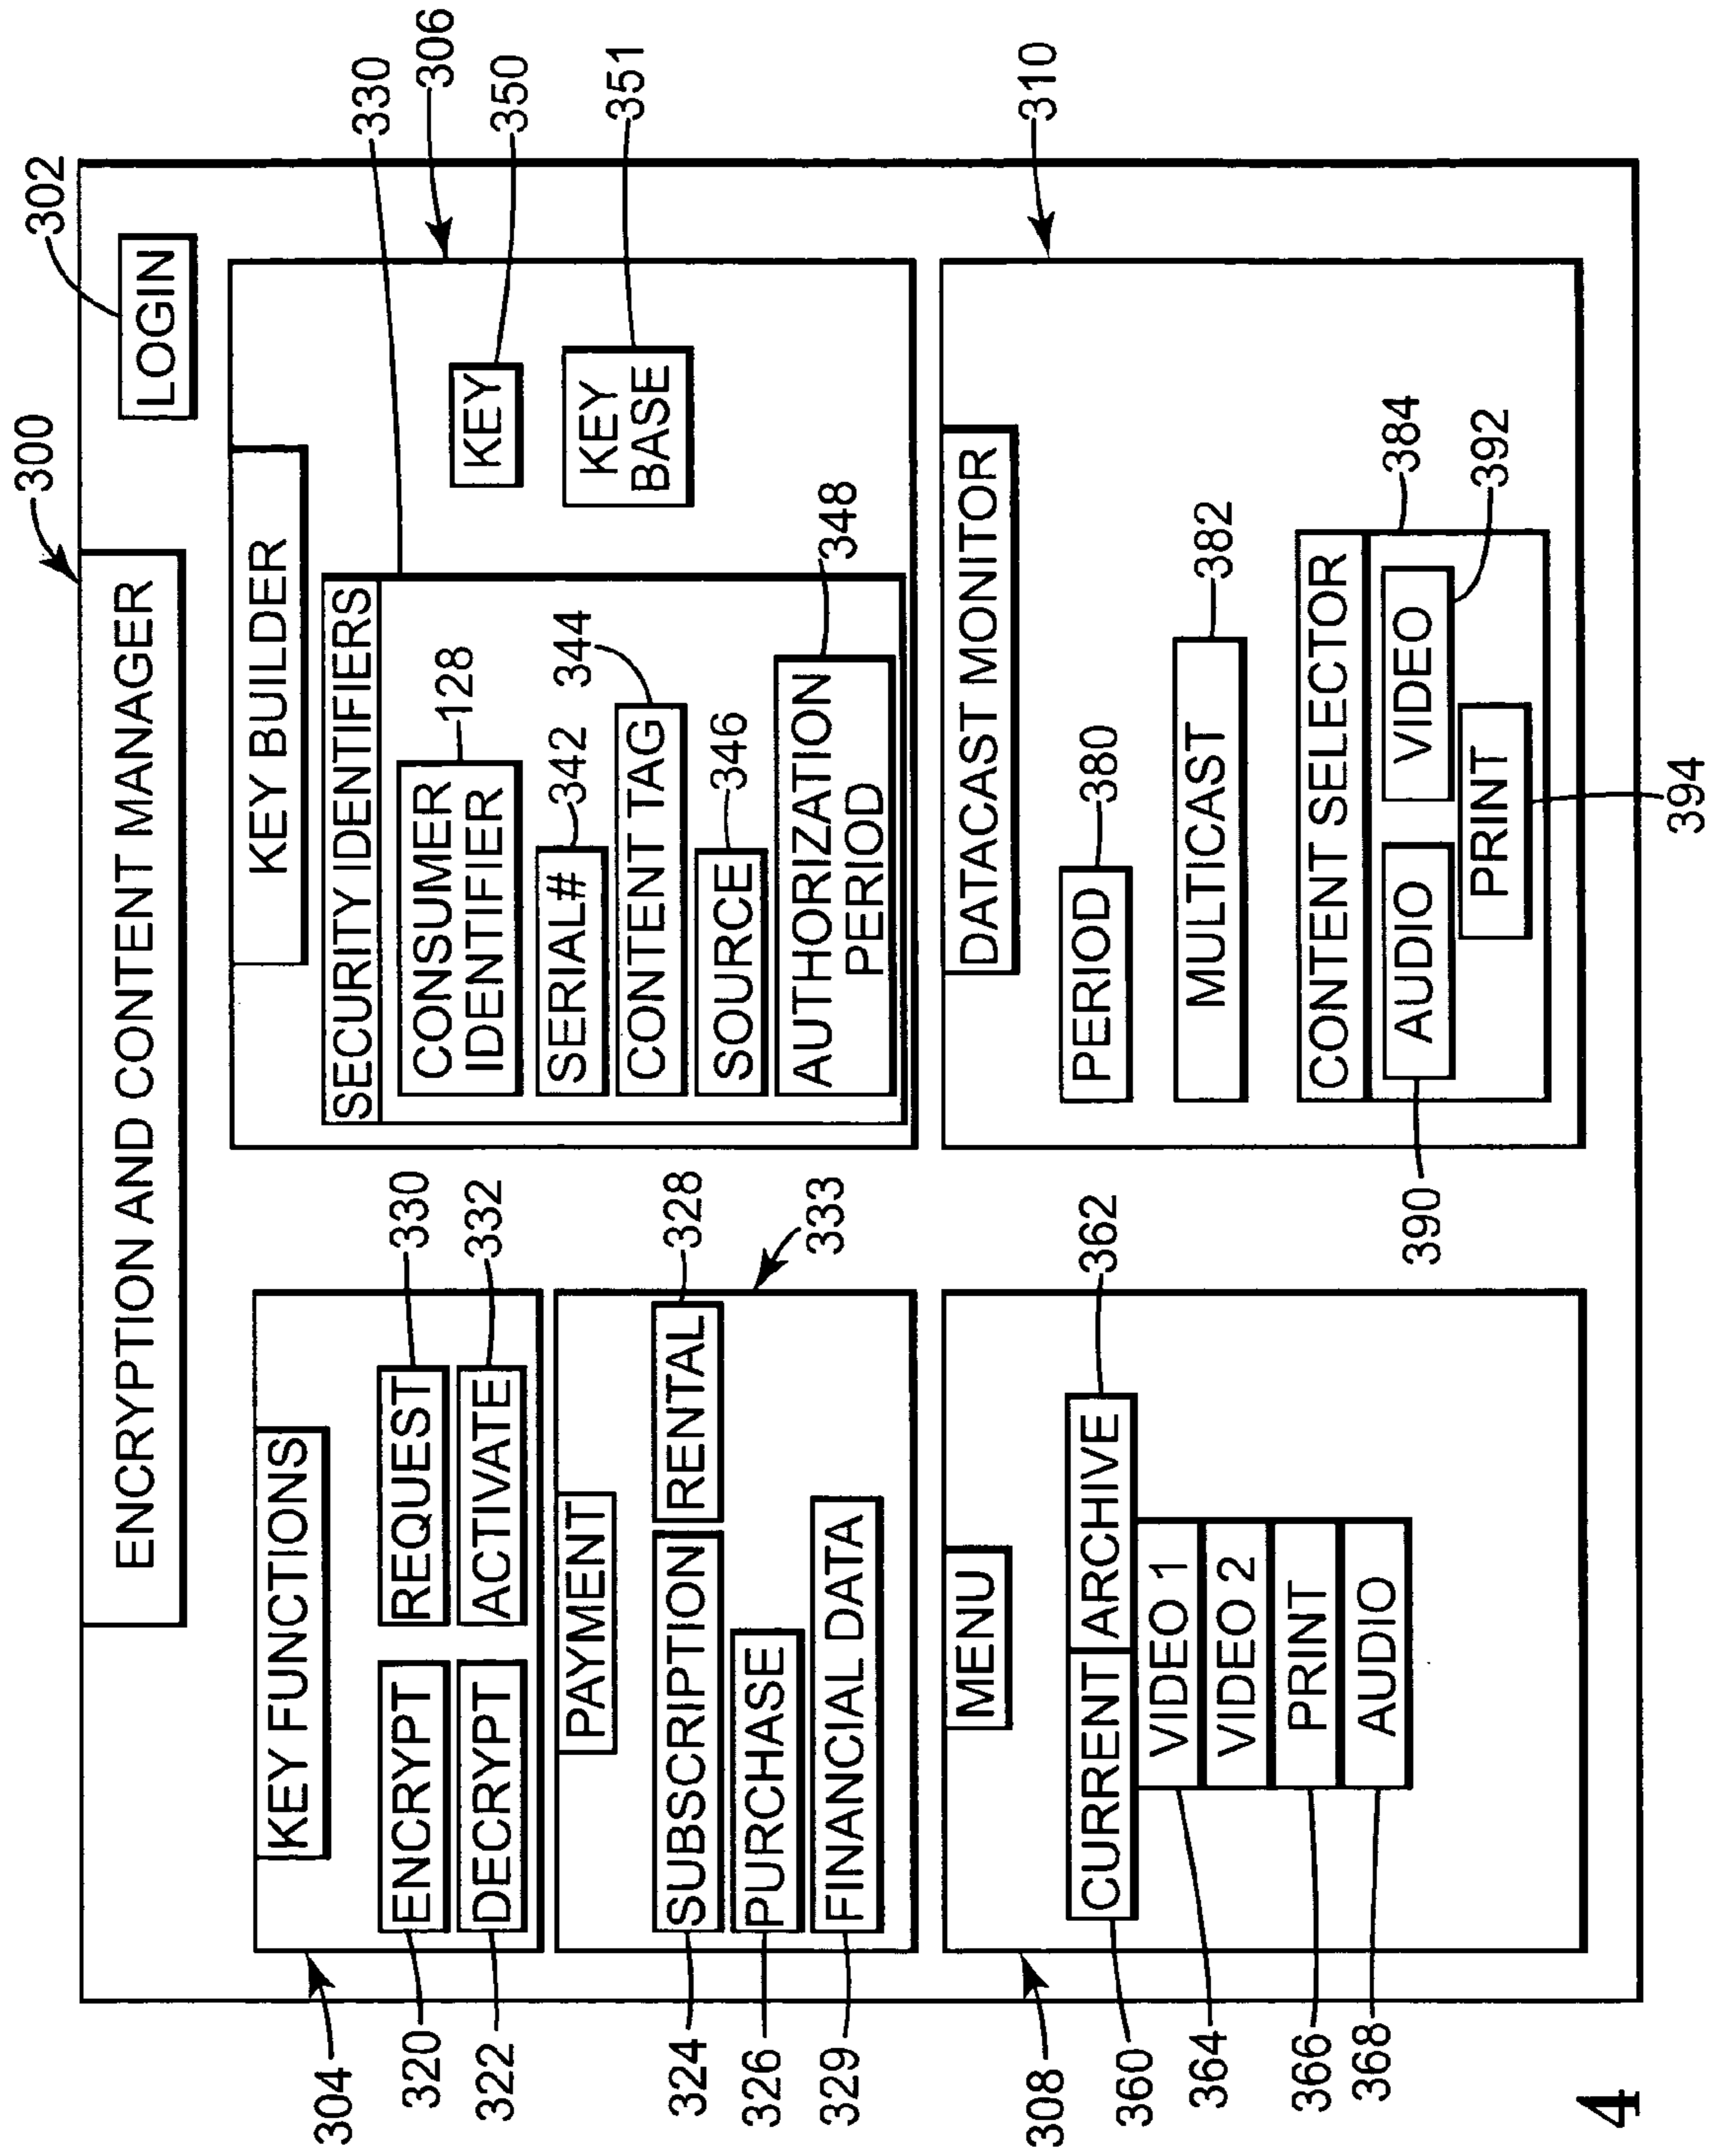 300
ENCRYPTION AND CONTENT MANAGER
302
LOGIN
304
KEY FUNCTIONS
320
ENCRYPT
REQUEST
330
322
DECRYPT
ACTIVATE
332
PAYMENT
324
SUBSCRIPTION
RENTAL
328
326
PURCHASE
329
FINANCIAL DATA
333
KEY BUILDER
330
306
SECURITY IDENTIFIERS
CONSUMER
IDENTIFIER
128
SERIAL#
342
CONTENT TAG
344
SOURCE
346
AUTHORIZATION
PERIOD
348
KEY
350
KEY
BASE
351
308
MENU
360
CURRENT
ARCHIVE
362
364
VIDEO 1
VIDEO 2
366
PRINT
368
AUDIO
310
DATACAST MONITOR
PERIOD
380
MULTICAST
382
CONTENT SELECTOR
384
390
AUDIO
VIDEO
392
PRINT
394
4